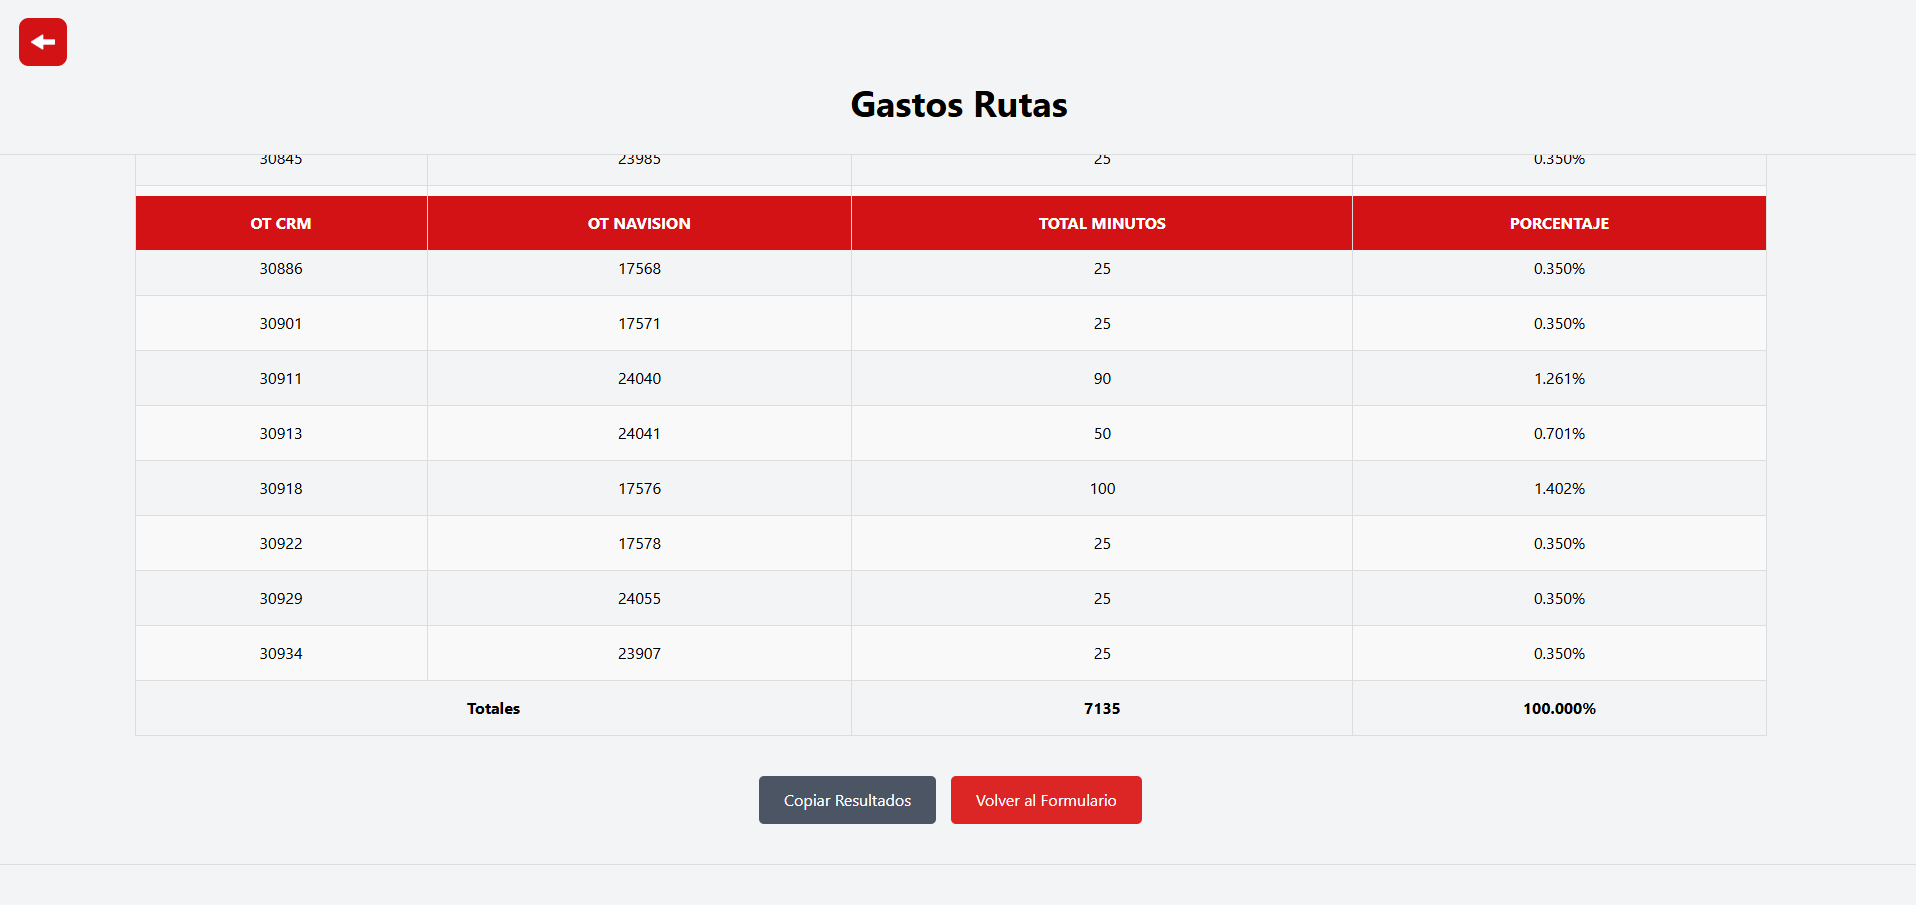 Gastos Rutas
30845 23985 25 0.350%
OT CRM OT NAVISION TOTAL MINUTOS PORCENTAJE
30886 17568 25 0.350%
30901 17571 25 0.350%
30911 24040 90 1.261%
30913 24041 50 0.701%
30918 17576 100 1.402%
30922 17578 25 0.350%
30929 24055 25 0.350%
30934 23907 25 0.350%
Totales 7135 100.000%
Copiar Resultados Volver al Formulario